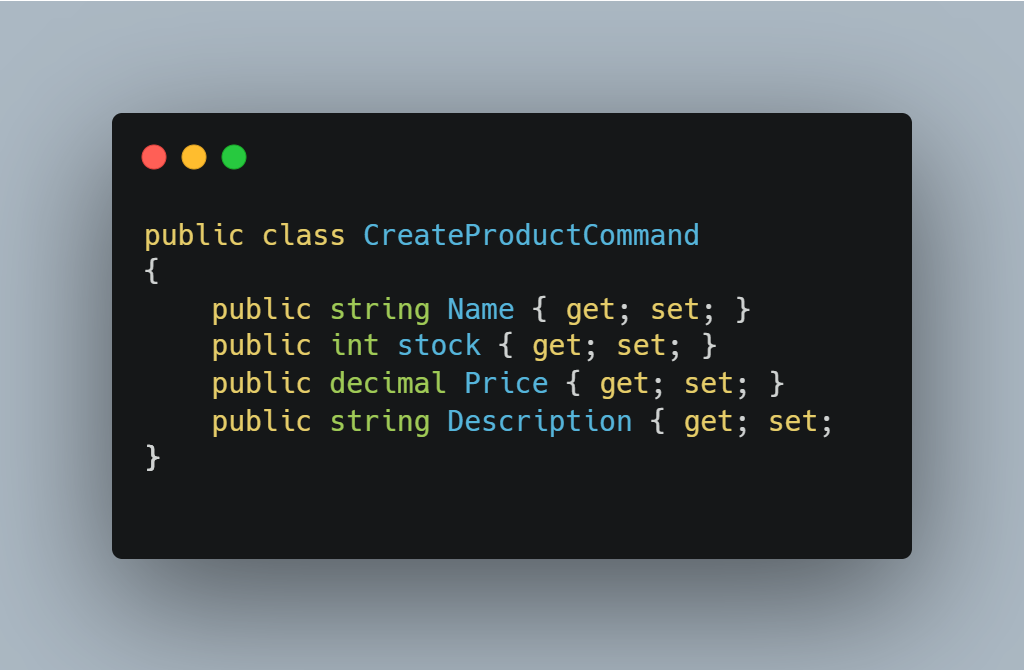 public class CreateProductCommand
{
    public string Name { get; set; }
    public int stock { get; set; }
    public decimal Price { get; set; }
    public string Description { get; set;
}